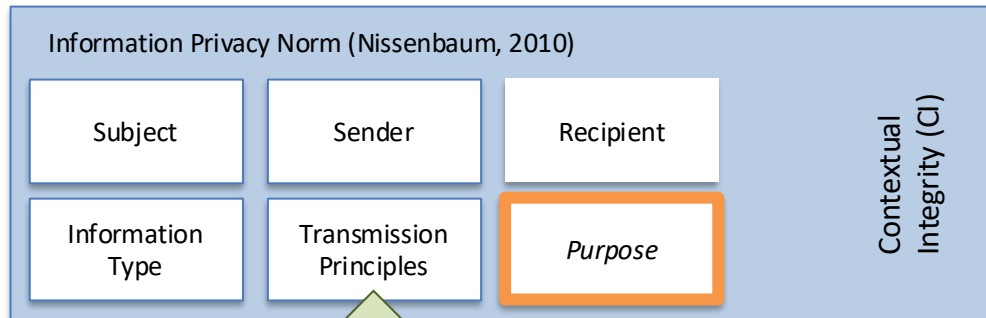 Information Privacy Norm (Nissenbaum, 2010)
Subject
Sender
Recipient
Information
Type
Transmission
Principles
Purpose
Contextual
Integrity (CI)